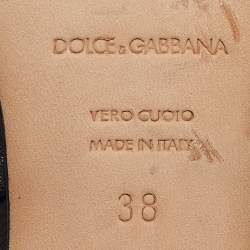 DOLCE & GABBANA
VERO CUOIO
MADE IN ITALY
38